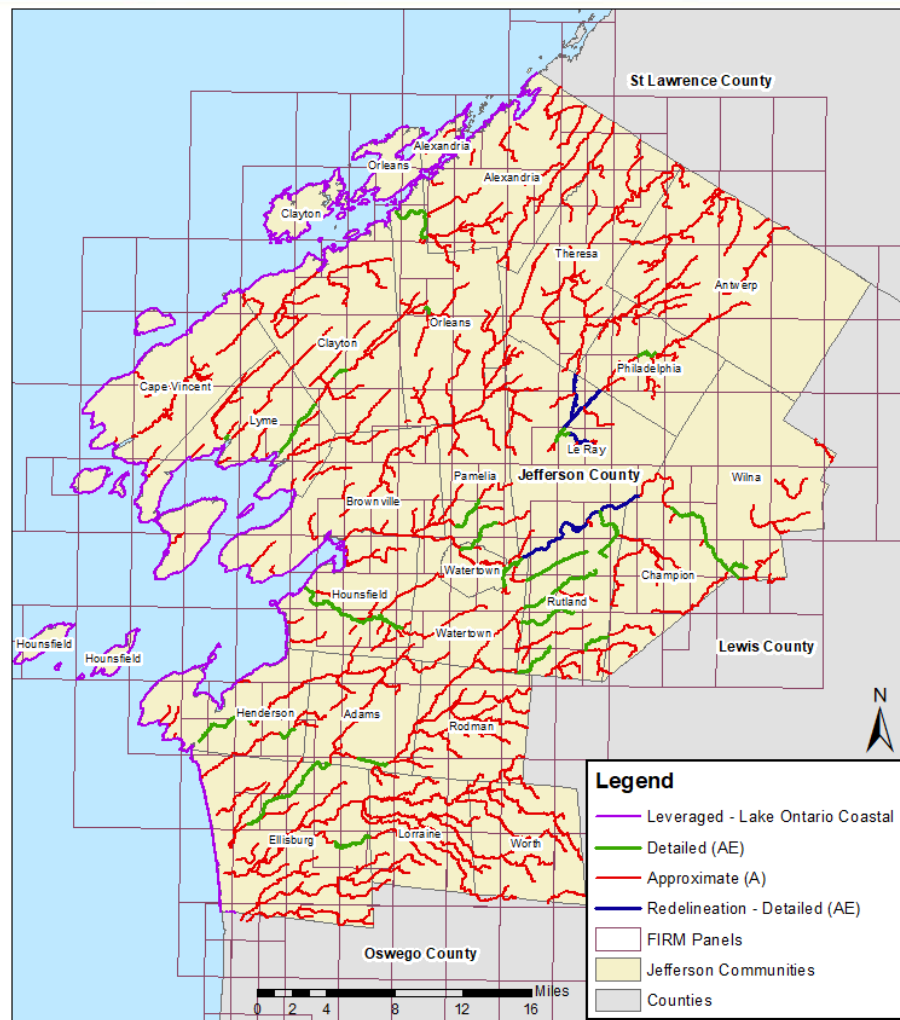 St Lawrence County
Alexandria
Orleans
Alexandria
Clayton
Theresa
Antwerp
Orleans
Clayton
Philadelphia
Cape Vincent
Lyme
Le Ray
Jefferson County
Pamelia
Wilna
Brownville
Watertown
Champion
Hounsfield
Rutland
Watertown
Hounsfield
Lewis County
Hounsfield
N
Henderson
Adams
Rodman
Legend
Leveraged - Lake Ontario Coastal
Detailed (AE)
Approximate (A)
Redelineation - Detailed (AE)
FIRM Panels
Jefferson Communities
Counties
Lorraine
Ellisburg
Worth
Oswego County
Miles
0 2 4 8 12 16